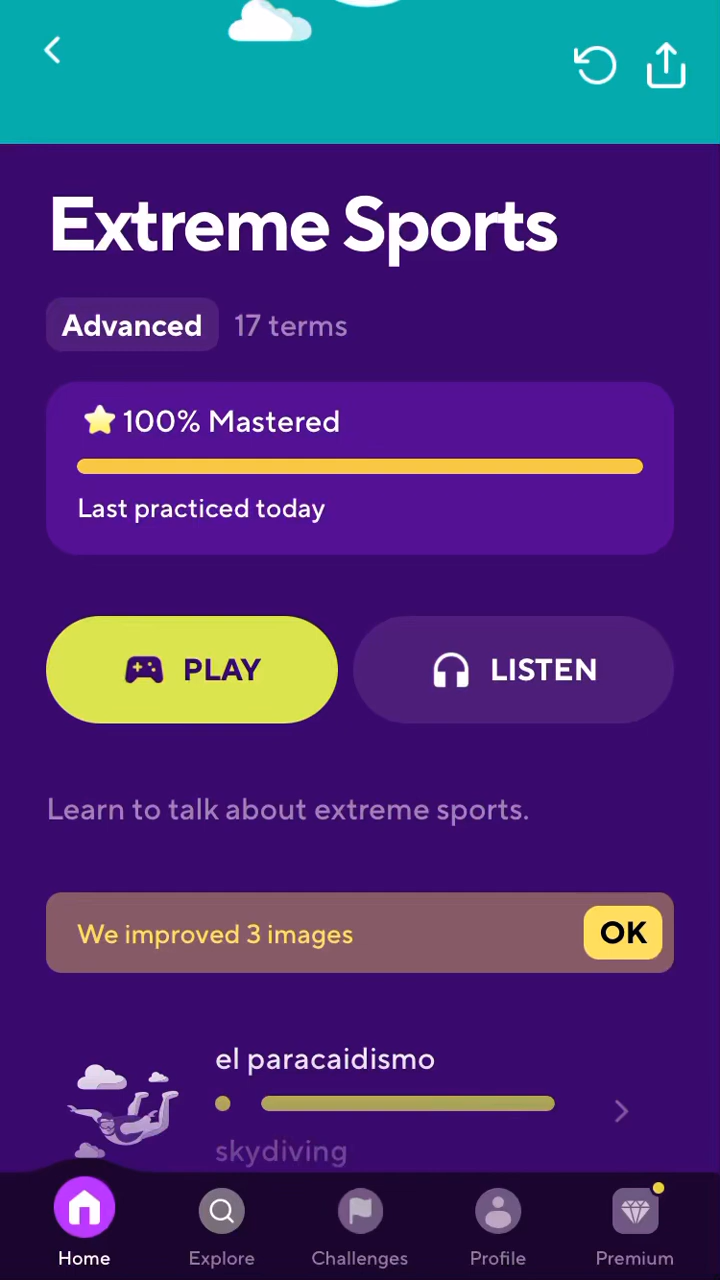 Extreme Sports
Advanced 17 terms
100% Mastered
Last practiced today
PLAY LISTEN
Learn to talk about extreme sports.
We improved 3 images OK
el paracaidismo
skydiving
Home Explore Challenges Profile Premium